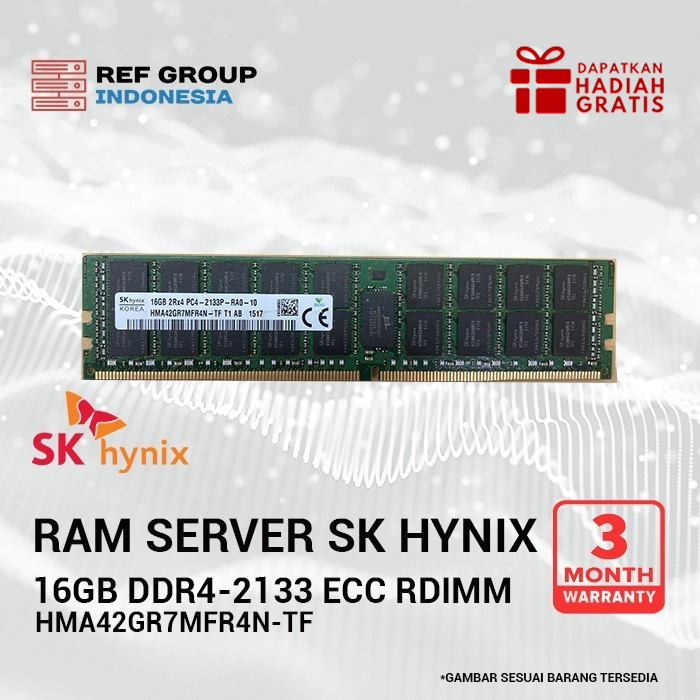 REF GROUP
INDONESIA
DAPATKAN
HADIAH
GRATIS
SK hynix
KOREA
16GB 2Rx4 PC4-2133P-RA0-10
HMA42GR7MFR4N-TF T1 AB 1517
SK hynix
RAM SERVER SK HYNIX
16GB DDR4-2133 ECC RDIMM
HMA42GR7MFR4N-TF
3
MONTH
WARRANTY
*GAMBAR SESUAI BARANG TERSEDIA